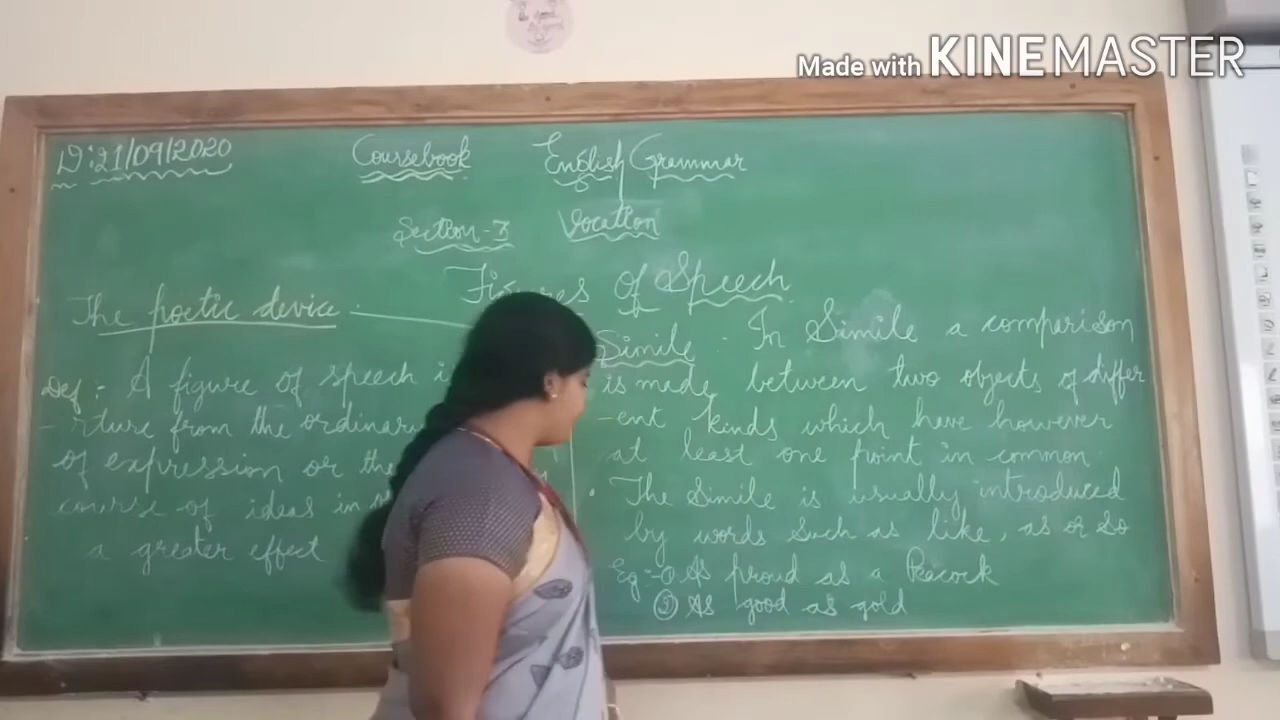 Made with KINEMASTER
D:21/09/2020 Coursebook English Grammar
Section-I Vocation
Figures of Speech
The poetic device
Def:- A figure of speech i
- rture from the ordinary
of expression or the
course of ideas in
a greater effect
Simile - In Simile a comparison
is made between two objects of differ
-ent kinds which have however
at least one point in common.
The Simile is usually introduced
by words such as like, as or so
Eg:- ① As proud as a Peacock
② As good as gold